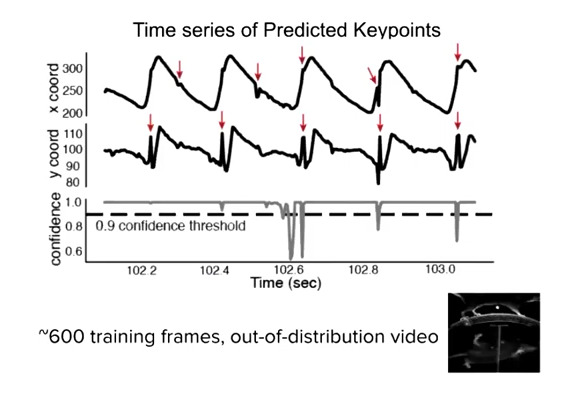 Time series of Predicted Keypoints
x coord
300
250
200
y coord
110
100
90
80
confidence
1.0
0.8
0.6
0.9 confidence threshold
102.2 102.4 102.6 102.8 103.0
Time (sec)
~600 training frames, out-of-distribution video